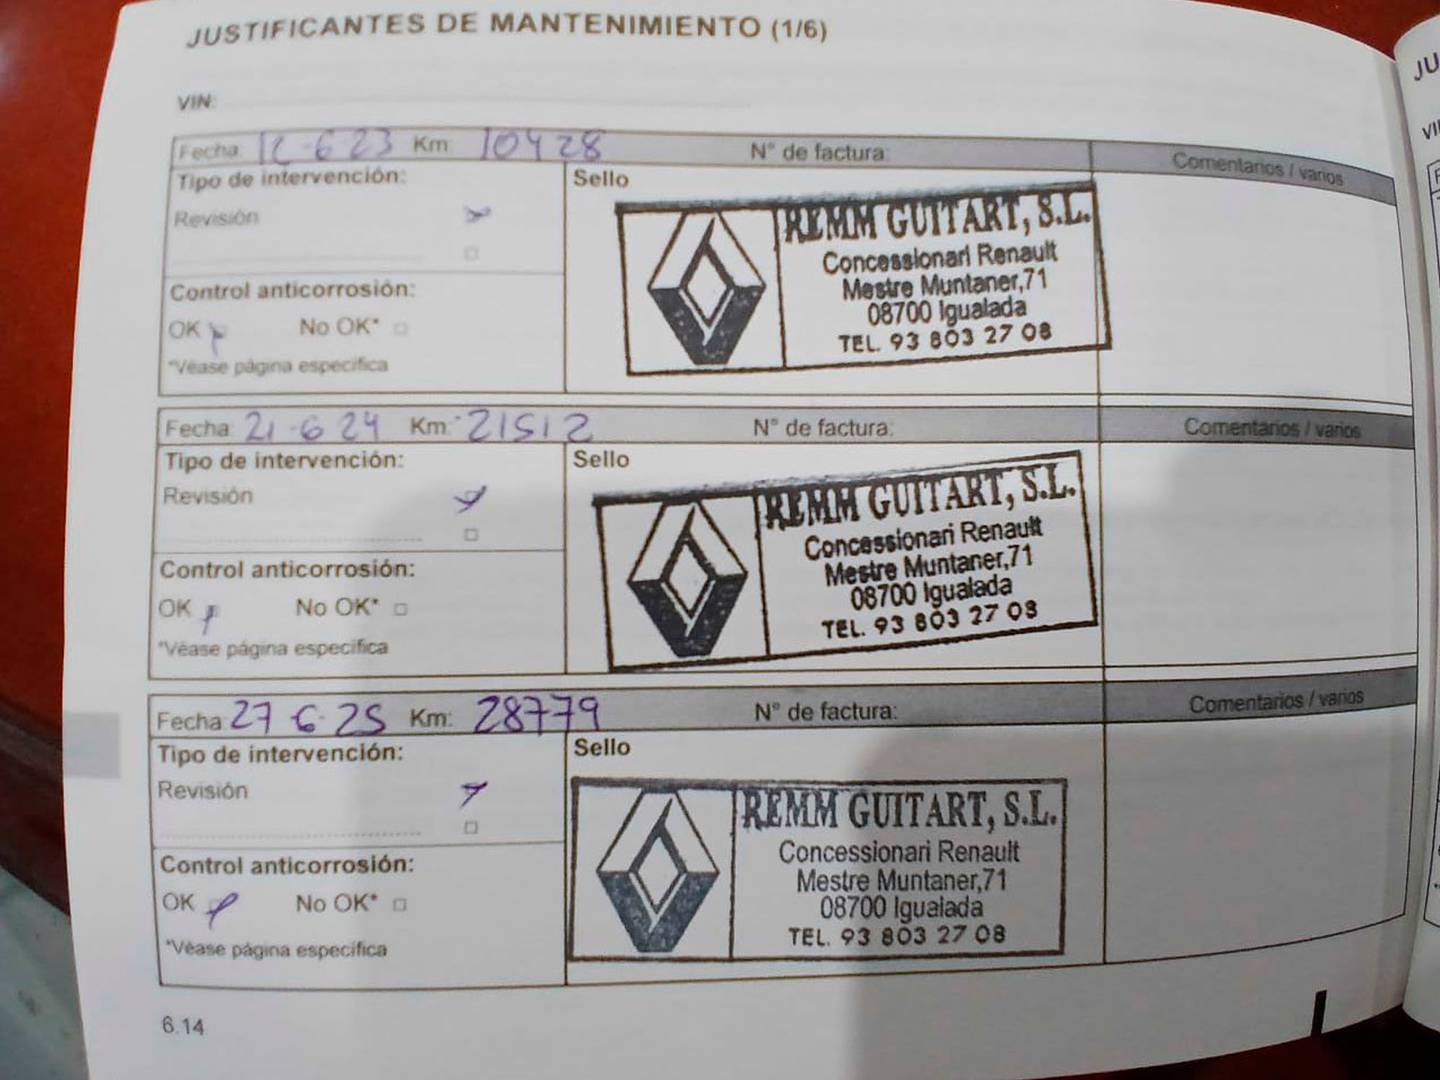 JUSTIFICANTES DE MANTENIMIENTO (1/6)
VIN:
Fecha: 12-6 23 Km: 10428 N° de factura: Comentarios / varios
Tipo de intervención:
Revisión
Control anticorrosión:
OK No OK*
*Véase página específica
Sello
REMM GUITART, S.L.
Concessionari Renault
Mestre Muntaner,71
08700 Igualada
TEL. 93 803 27 08
Fecha: 21-6 24 Km: 21512 N° de factura: Comentarios / varios
Tipo de intervención:
Revisión
Control anticorrosión:
OK No OK*
*Véase página específica
Sello
REMM GUITART, S.L.
Concessionari Renault
Mestre Muntaner,71
08700 Igualada
TEL. 93 803 27 08
Fecha: 27 6-25 Km: 28779 N° de factura: Comentarios / varios
Tipo de intervención:
Revisión
Control anticorrosión:
OK No OK*
*Véase página específica
Sello
REMM GUITART, S.L.
Concessionari Renault
Mestre Muntaner,71
08700 Igualada
TEL. 93 803 27 08
6.14
JU